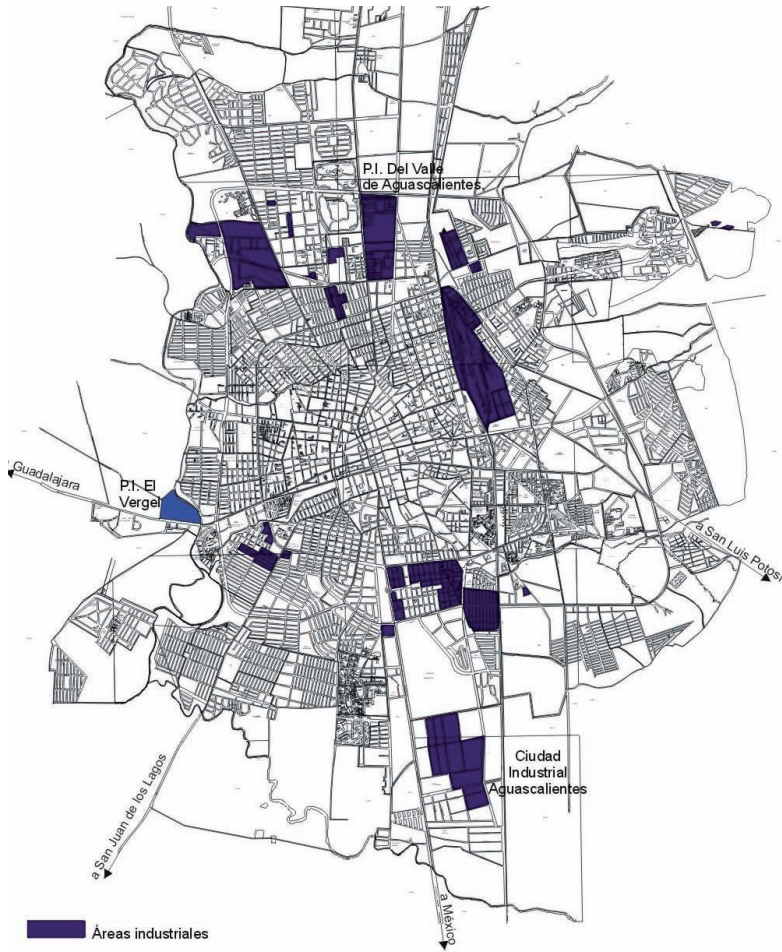 P.I. Del Valle
de Aguascalientes.
Guadalajara
P.I. El
Vergel
a San Luis Potosí
Ciudad
Industrial
Aguascalientes
a San Juan de los Lagos
a México
Áreas industriales